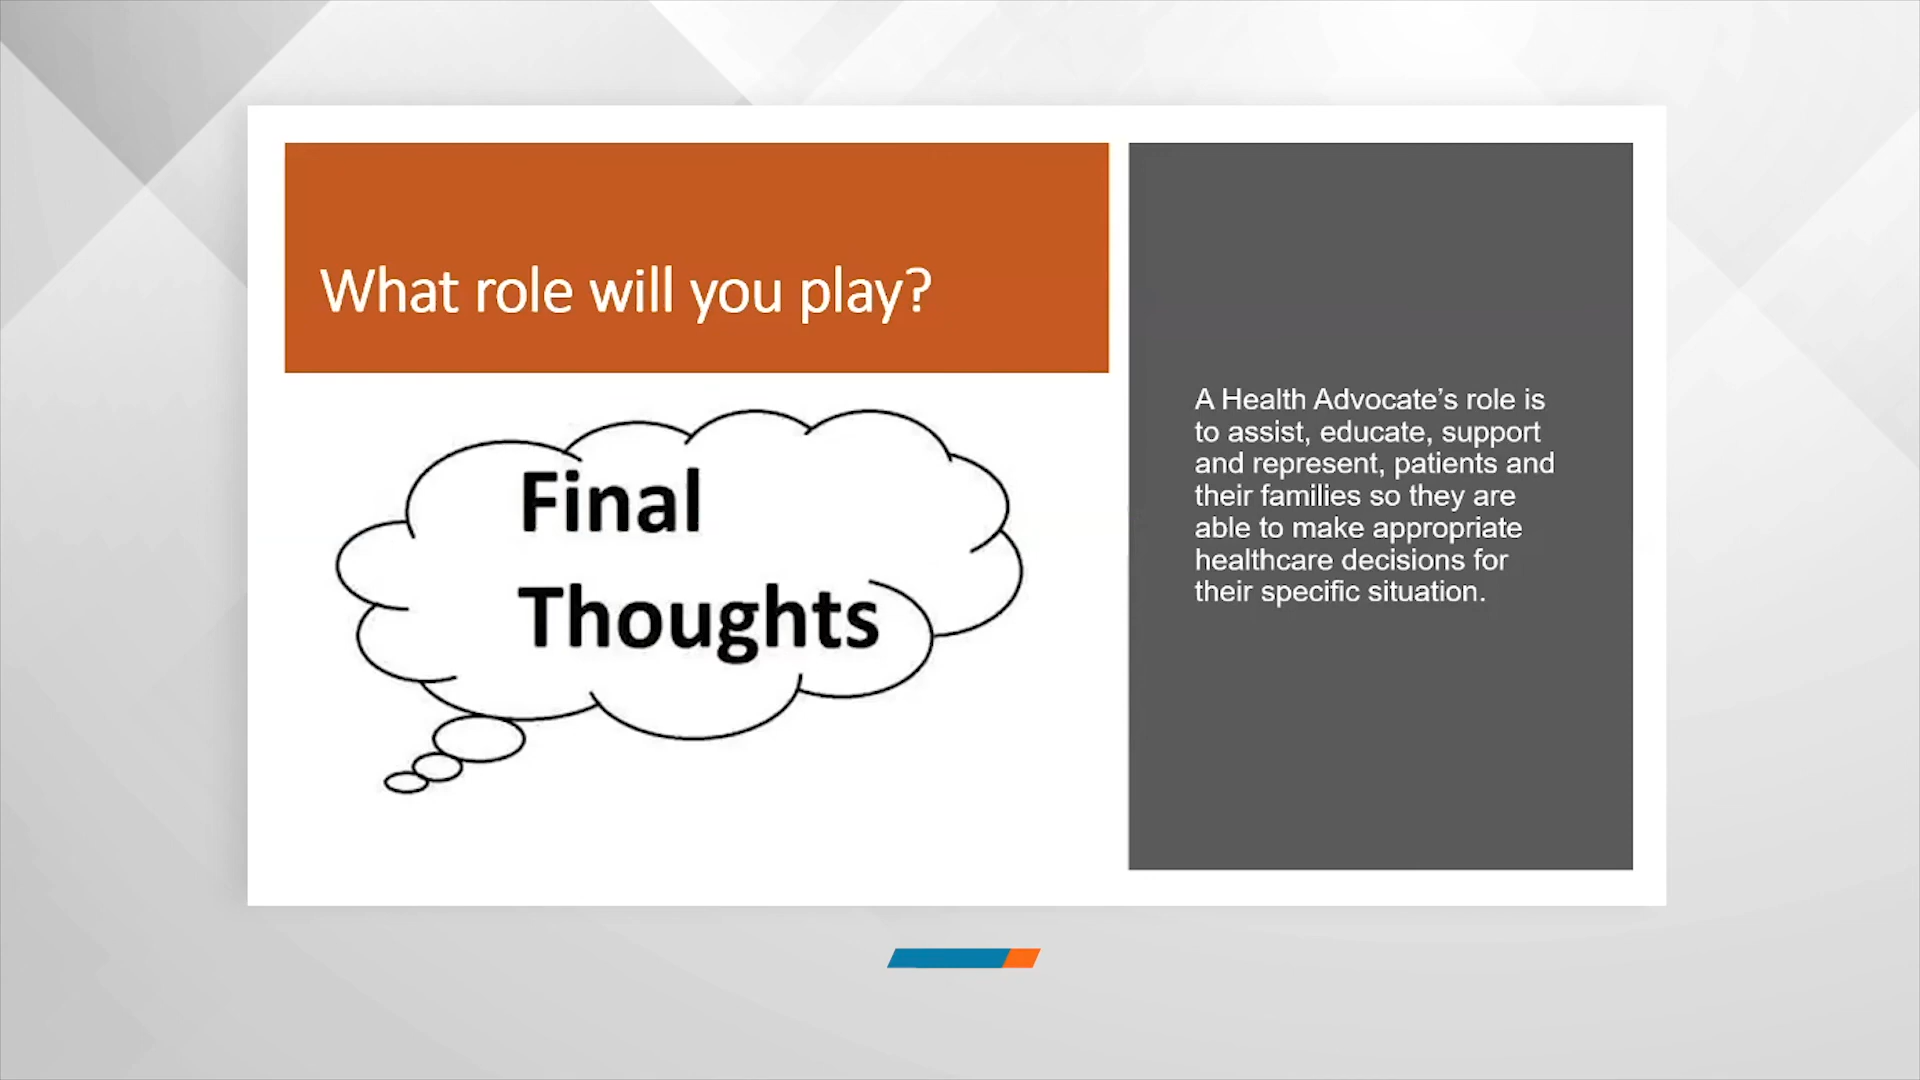 What role will you play?
Final
Thoughts
A Health Advocate’s role is
to assist, educate, support
and represent, patients and
their families so they are
able to make appropriate
healthcare decisions for
their specific situation.